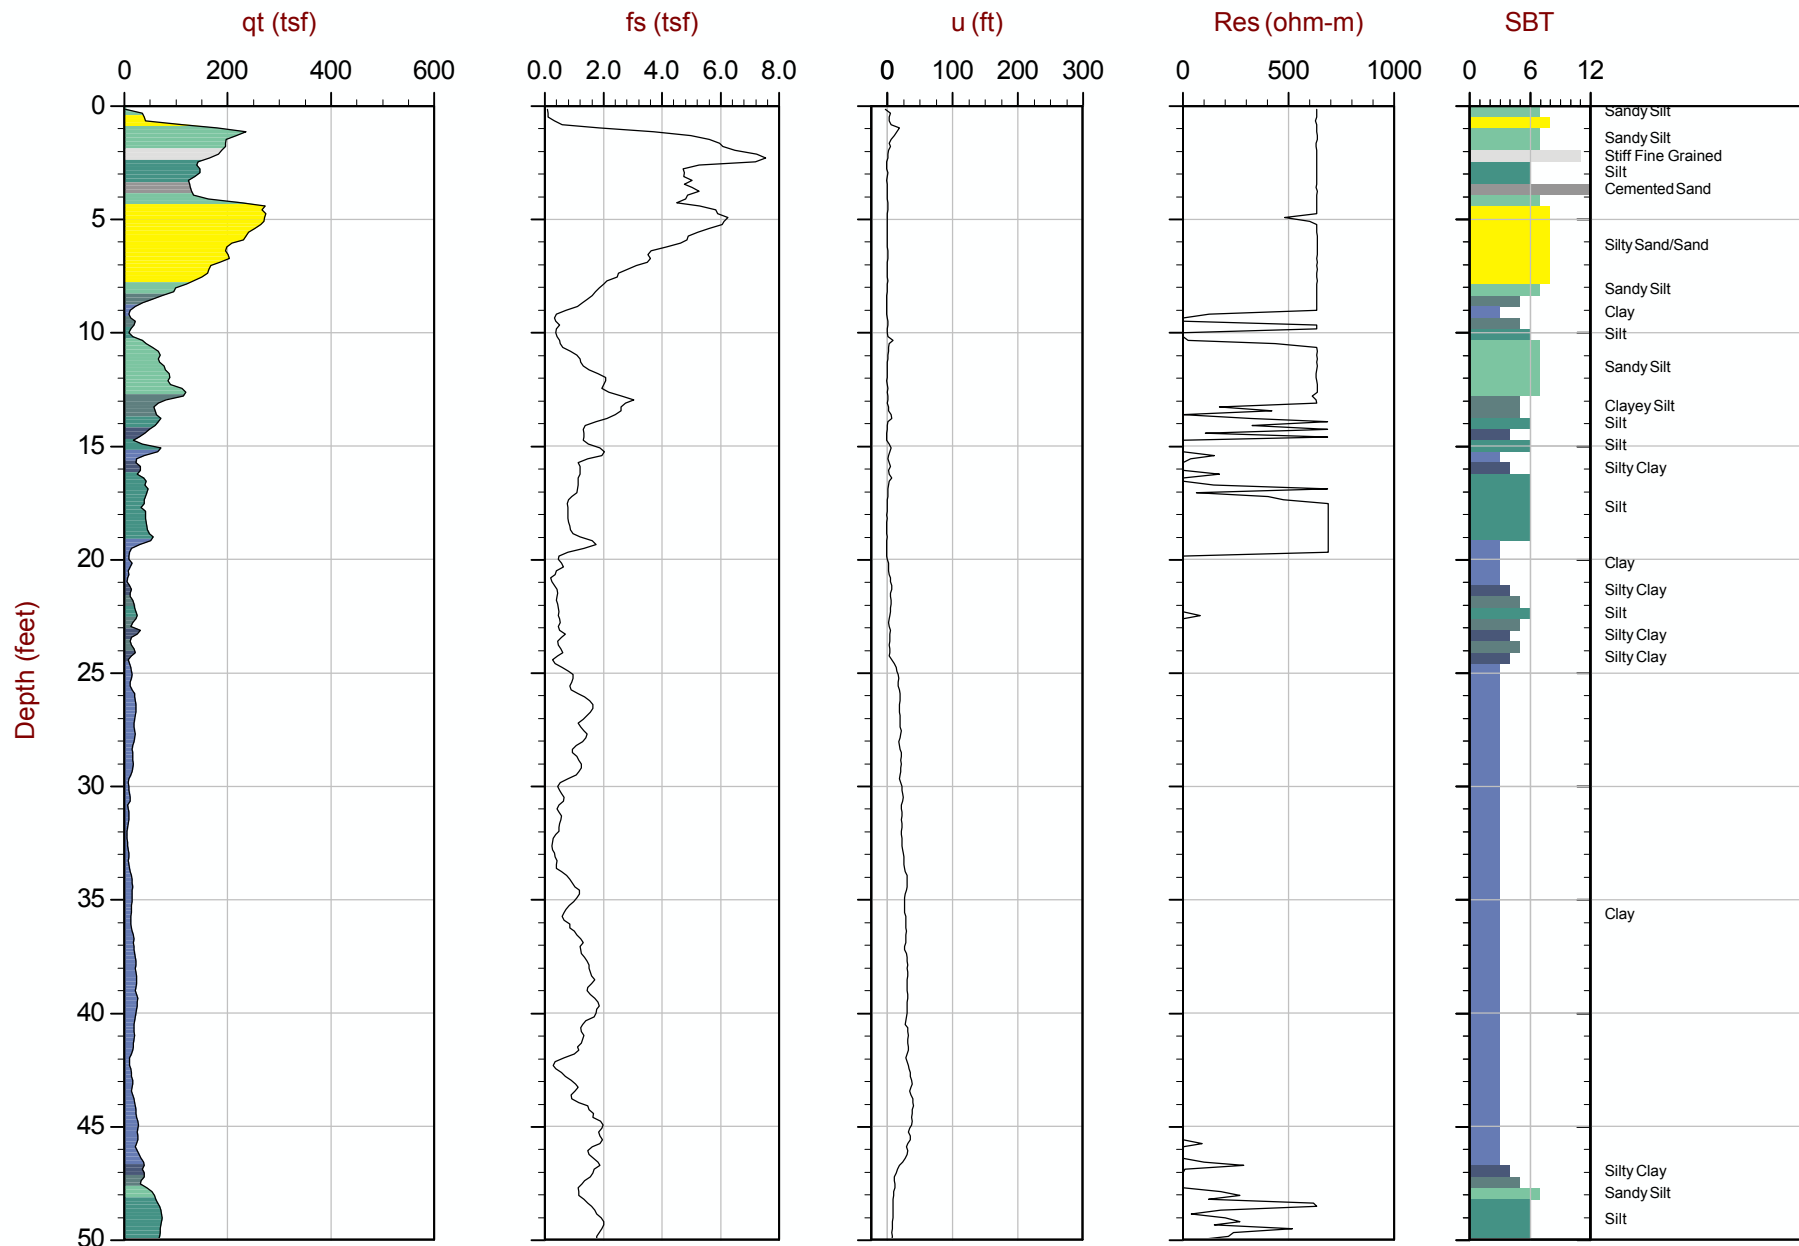 qt (tsf) fs (tsf) u (ft) Res (ohm-m) SBT
0 200 400 600 0.0 2.0 4.0 6.0 8.0 0 100 200 300 0 500 1000 0 6 12
0
Sandy Silt
Sandy Silt
Stiff Fine Grained
Silt
Cemented Sand
5
Silty Sand/Sand
Sandy Silt
Clay
10
Silt
Sandy Silt
Clayey Silt
Silt
15
Silt
Silty Clay
Silt
20
Clay
Silty Clay
Silt
Silty Clay
Silty Clay
25
Depth (feet)
30
35
Clay
40
45
Silty Clay
Sandy Silt
Silt
50